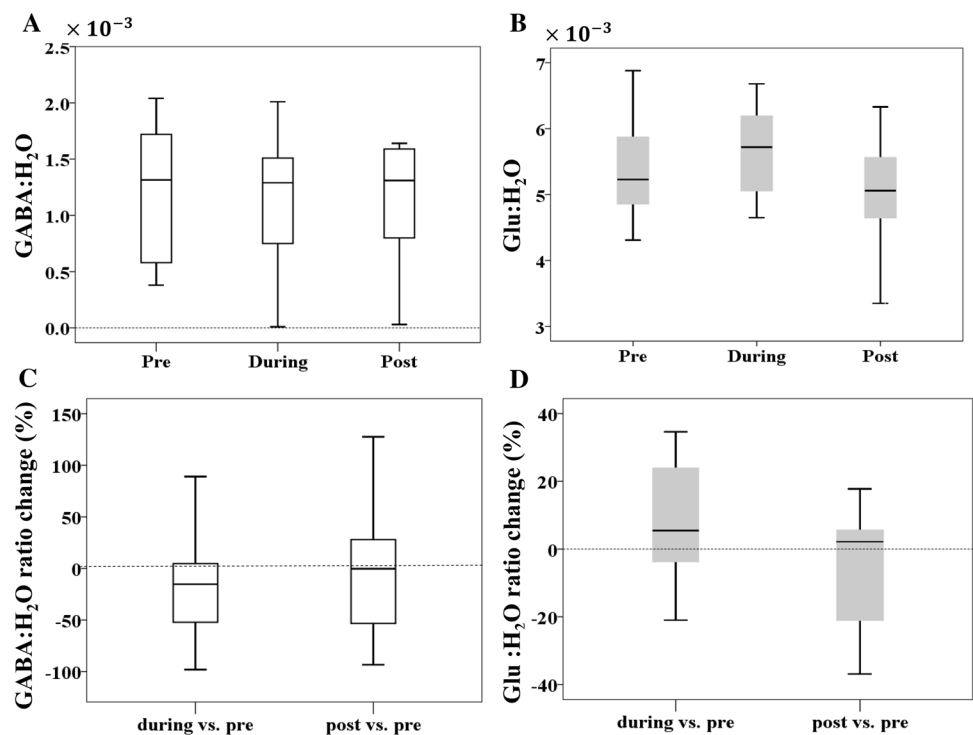 A
× 10⁻³
GABA:H₂O
2.5
2.0
1.5
1.0
0.5
0.0
Pre During Post
B
× 10⁻³
Glu:H₂O
7
6
5
4
3
Pre During Post
C
GABA:H₂O ratio change (%)
150
100
50
0
-50
-100
during vs. pre post vs. pre
D
Glu :H₂O ratio change (%)
40
20
0
-20
-40
during vs. pre post vs. pre